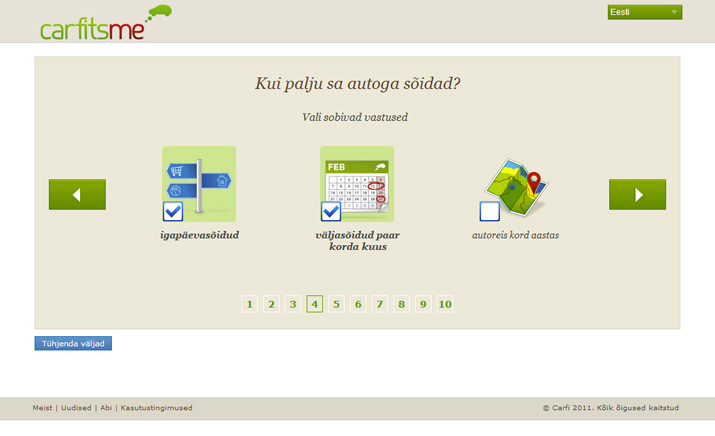 carfitsme
Eesti
Kui palju sa autoga sõidad?
Vali sobivad vastused
FEB
igapäevasõidud
väljasõidud paar
korda kuus
autoreis kord aastas
1 2 3 4 5 6 7 8 9 10
Tühjenda väljad
Meist | Uudised | Abi | Kasutustingimused
© Carfi 2011. Kõik õigused kaitstud